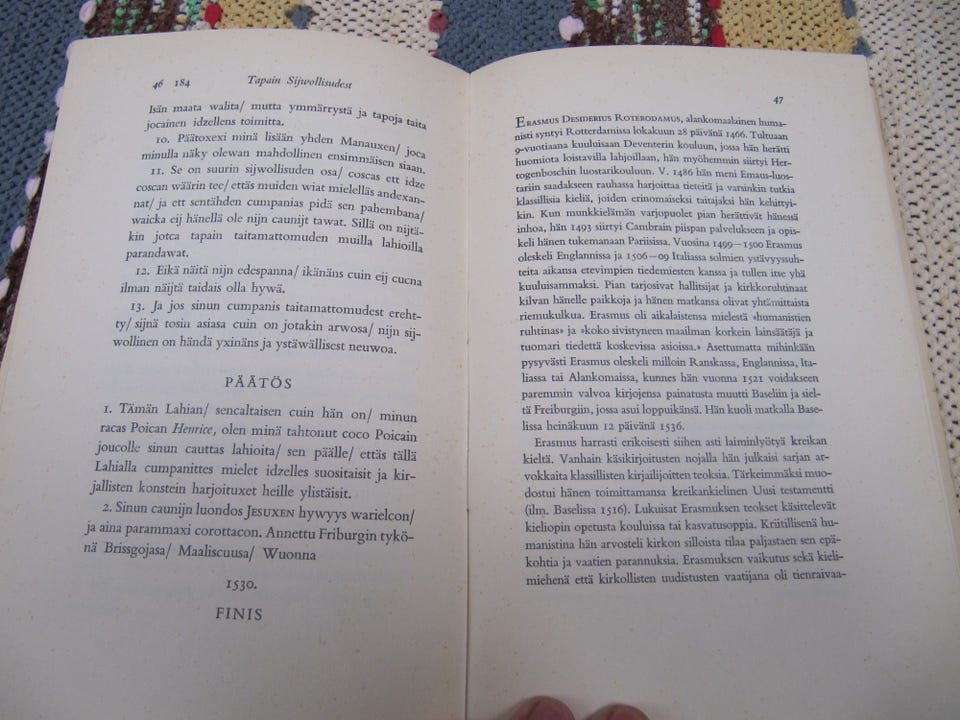 46 184 Tapain Sijwollisudest
Isän maata walita/ mutta ymmärrystä ja tapoja taita
jocainen idzellens toimitta.
10. Päätoxexi minä lisään yhden Manauxen/ joca
minulla näky olewan mahdollinen ensimmäisen siaan.
11. Se on suurin sijwollisuden osa/ coscas ett idze
coscan wäärin tee/ ettäs muiden wiat mielelläs andexan-
nat/ ja ett sentähden cumpanias pidä sen pahembana/
waicka eij hänellä ole nijn caunijt tawat. Sillä on nijtä-
kin jotca tapain taitamattomuden muilla lahioilla
parandawat.
12. Eikä näitä nijn edespanna/ ikänäns cuin eij cucna
ilman näijtä taidais olla hywä.
13. Ja jos sinun cumpanis taitamattomudest ereht-
ty/ sijnä tosin asiasa cuin on jotakin arwosa/ nijn sij-
wollinen on händä yxinäns ja ystäwällisest neuwoa.
PÄÄTÖS
1. Tämän Lahian/ sencaltaisen cuin hän on/ minun
racas Poican Henrice, olen minä tahtonut coco Poicain
joucolle sinun cauttas lahioita/ sen päälle/ ettäs tällä
Lahialla cumpanittes mielet idzelles suositaisit ja kir-
jallisten konstein harjoituxet heille ylistäisit.
2. Sinun caunijn luondos JESUXEN hywyys warielcon/
ja aina parammaxi corottacon. Annettu Friburgin tykö-
nä Brissgojasa/ Maaliscuusa/ Wuonna
1530.
FINIS
47
ERASMUS DESIDERIUS ROTERODAMUS, alankomaalainen huma-
nisti syntyi Rotterdamissa lokakuun 28 päivänä 1466. Tultuaan
9-vuotiaana kuuluisaan Deventerin kouluun, jossa hän herätti
huomiota loistavilla lahjoillaan, hän myöhemmin siirtyi Her-
togenboschin luostarikouluun. V. 1486 hän meni Emaus-luos-
tariin saadakseen rauhassa harjoittaa tieteitä ja varsinkin tutkia
klassillisia kieliä, joiden erinomaiseksi taitajaksi hän kehittyi-
kin. Kun munkkielämän varjopuolet pian herättivät hänessä
inhoa, hän 1493 siirtyi Cambrain piispan palvelukseen ja opis-
keli hänen tukemanaan Pariisissa. Vuosina 1499—1500 Erasmus
oleskeli Englannissa ja 1506—09 Italiassa solmien ystävyyssuh-
teita aikansa etevimpien tiedemiesten kanssa ja tullen itse yhä
kuuluisammaksi. Pian tarjosivat hallitsijat ja kirkkoruhtinaat
kilvan hänelle paikkoja ja hänen matkansa olivat yhtämittaista
riemukulkua. Erasmus oli aikalaistensa mielestä »humanistien
ruhtinas» ja »koko sivistyneen maailman korkein lainsäätäjä ja
tuomari tiedettä koskevissa asioissa.» Asettumatta mihinkään
pysyvästi Erasmus oleskeli milloin Ranskassa, Englannissa, Ita-
liassa tai Alankomaissa, kunnes hän vuonna 1521 voidakseen
paremmin valvoa kirjojensa painatusta muutti Baseliin ja siel-
tä Freiburgiin, jossa asui loppuikänsä. Hän kuoli matkalla Base-
lissa heinäkuun 12 päivänä 1536.
Erasmus harrasti erikoisesti siihen asti laiminlyötyä kreikan
kieltä. Vanhain käsikirjoitusten nojalla hän julkaisi sarjan ar-
vokkaita klassillisten kirjailijoitten teoksia. Tärkeimmäksi muo-
dostui hänen toimittamansa kreikankielinen Uusi testamentti
(ilm. Baselissa 1516). Lukuisat Erasmuksen teokset käsittelevät
kieliopin opetusta kouluissa tai kasvatusoppia. Kriitillisenä hu-
manistina hän arvosteli kirkon silloista tilaa paljastaen sen epä-
kohtia ja vaatien parannuksia. Erasmuksen vaikutus sekä kieli-
miehenä että kirkollisten uudistusten vaatijana oli tienraivaa-